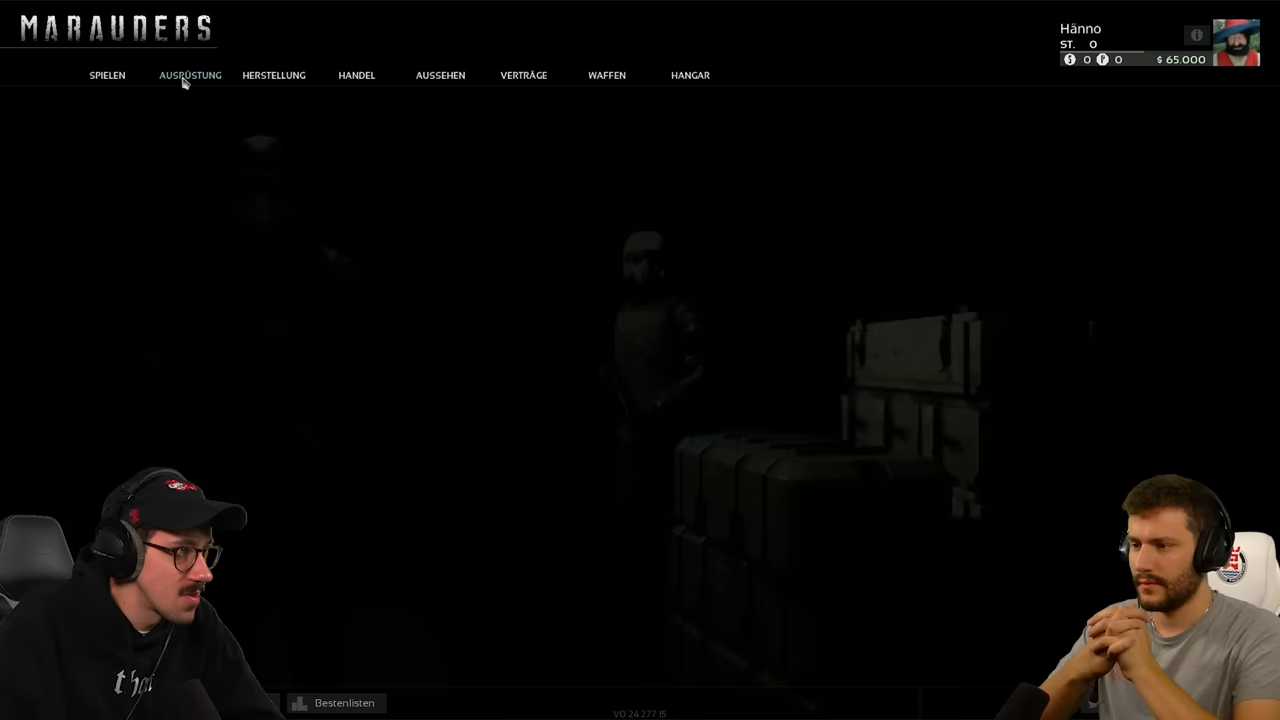 MARAUDERS
Hänno
ST. 0
0 0 $ 65.000
SPIELEN AUSRÜSTUNG HERSTELLUNG HANDEL AUSSEHEN VERTRÄGE WAFFEN HANGAR
Bestenlisten
V0.24.277.15